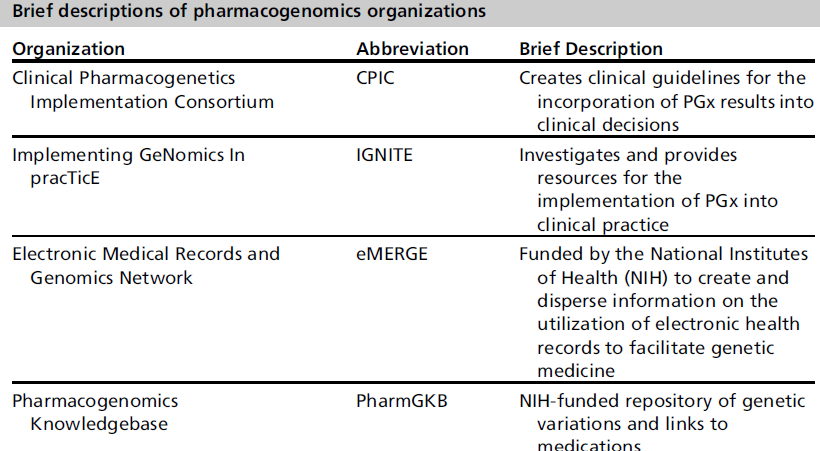 Brief descriptions of pharmacogenomics organizations
Organization Abbreviation Brief Description
Clinical Pharmacogenetics CPIC Creates clinical guidelines for the
Implementation Consortium incorporation of PGx results into
clinical decisions
Implementing GeNomics In IGNITE Investigates and provides
pracTicE resources for the
implementation of PGx into
clinical practice
Electronic Medical Records and eMERGE Funded by the National Institutes
Genomics Network of Health (NIH) to create and
disperse information on the
utilization of electronic health
records to facilitate genetic
medicine
Pharmacogenomics PharmGKB NIH-funded repository of genetic
Knowledgebase variations and links to
medications